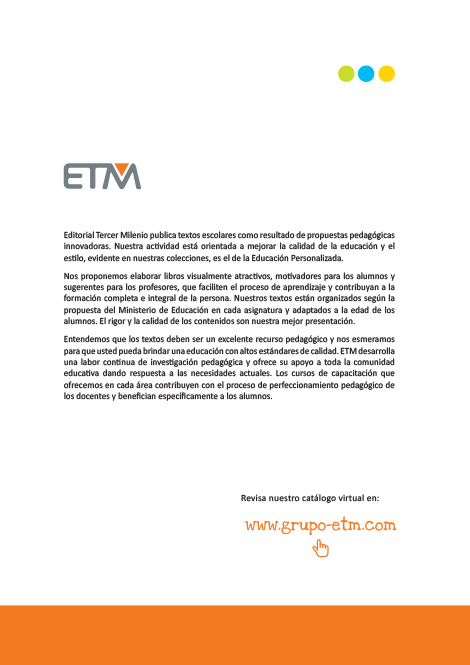 ETM
Editorial Tercer Milenio publica textos escolares como resultado de propuestas pedagógicas
innovadoras. Nuestra actividad está orientada a mejorar la calidad de la educación y el
estilo, evidente en nuestras colecciones, es el de la Educación Personalizada.
Nos proponemos elaborar libros visualmente atractivos, motivadores para los alumnos y
sugerentes para los profesores, que faciliten el proceso de aprendizaje y contribuyan a la
formación completa e integral de la persona. Nuestros textos están organizados según la
propuesta del Ministerio de Educación en cada asignatura y adaptados a la edad de los
alumnos. El rigor y la calidad de los contenidos son nuestra mejor presentación.
Entendemos que los textos deben ser un excelente recurso pedagógico y nos esmeramos
para que usted pueda brindar una educación con altos estándares de calidad. ETM desarrolla
una labor continua de investigación pedagógica y ofrece su apoyo a toda la comunidad
educativa dando respuesta a las necesidades actuales. Los cursos de capacitación que
ofrecemos en cada área contribuyen con el proceso de perfeccionamiento pedagógico de
los docentes y benefician específicamente a los alumnos.
Revisa nuestro catálogo virtual en:
www.grupo-etm.com